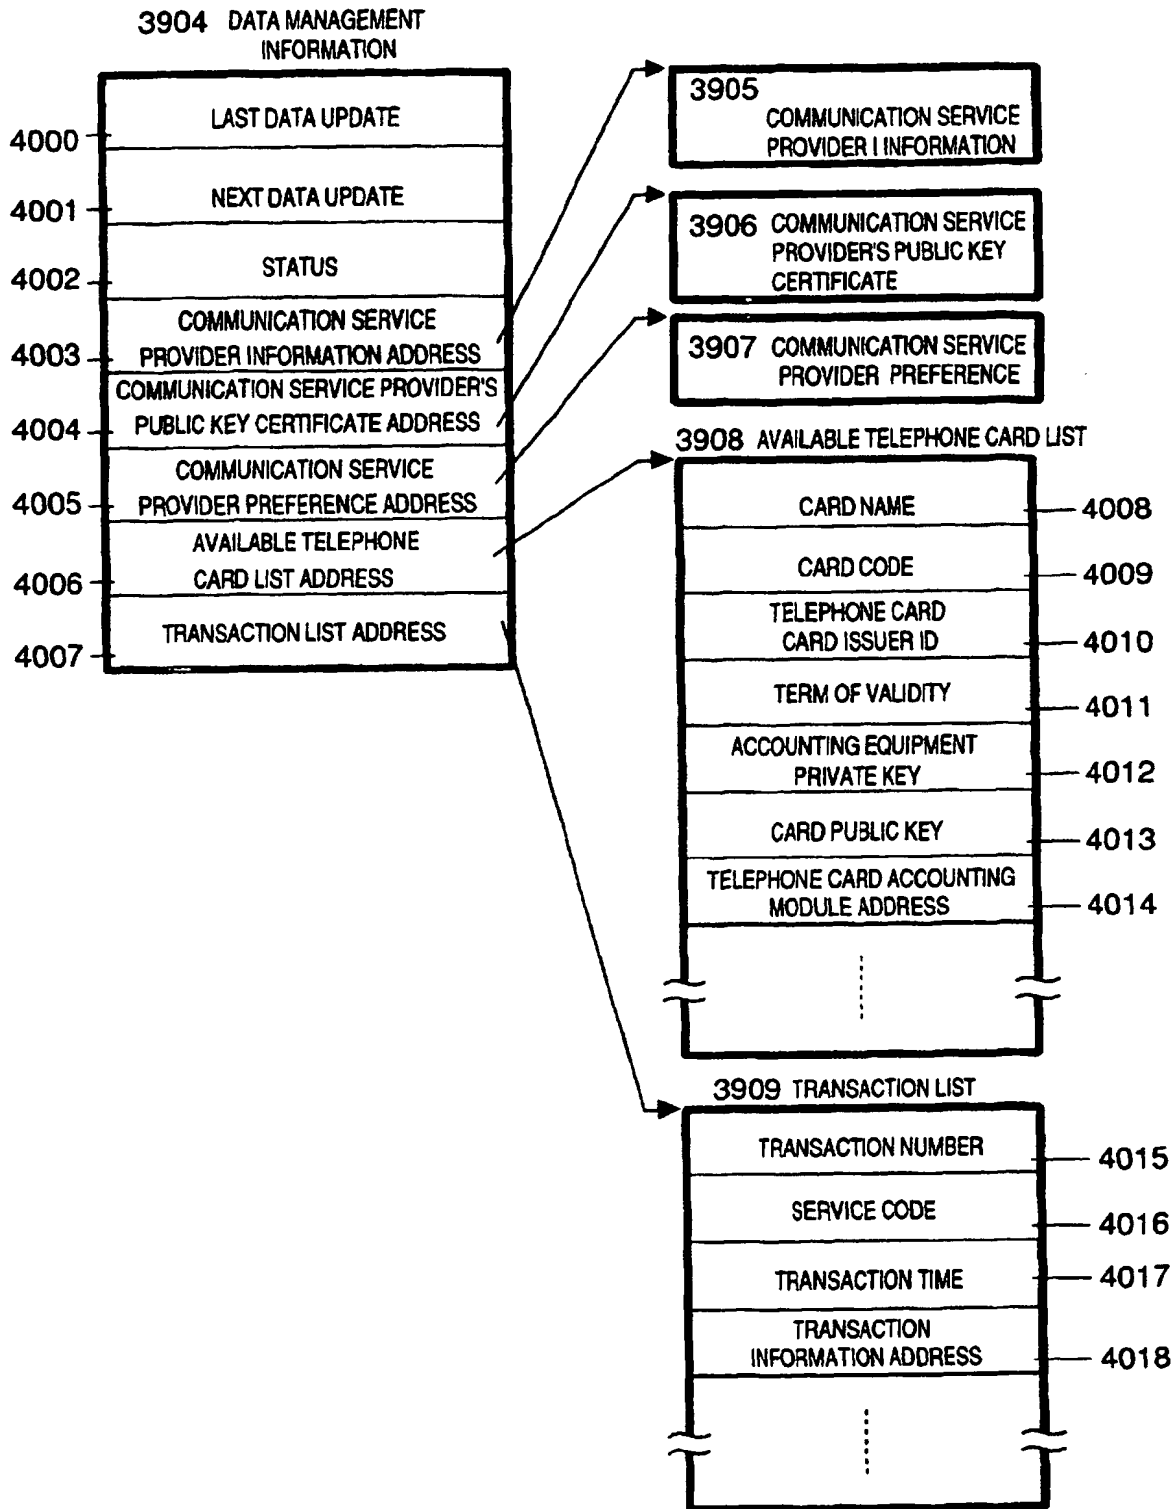 3904 DATA MANAGEMENT
INFORMATION
4000 LAST DATA UPDATE
4001 NEXT DATA UPDATE
4002 STATUS
COMMUNICATION SERVICE
4003 PROVIDER INFORMATION ADDRESS
COMMUNICATION SERVICE PROVIDER'S
4004 PUBLIC KEY CERTIFICATE ADDRESS
COMMUNICATION SERVICE
4005 PROVIDER PREFERENCE ADDRESS
AVAILABLE TELEPHONE
4006 CARD LIST ADDRESS
4007 TRANSACTION LIST ADDRESS
3905
COMMUNICATION SERVICE
PROVIDER I INFORMATION
3906 COMMUNICATION SERVICE
PROVIDER'S PUBLIC KEY
CERTIFICATE
3907 COMMUNICATION SERVICE
PROVIDER PREFERENCE
3908 AVAILABLE TELEPHONE CARD LIST
CARD NAME 4008
CARD CODE 4009
TELEPHONE CARD
CARD ISSUER ID 4010
TERM OF VALIDITY 4011
ACCOUNTING EQUIPMENT
PRIVATE KEY 4012
CARD PUBLIC KEY 4013
TELEPHONE CARD ACCOUNTING
MODULE ADDRESS 4014
3909 TRANSACTION LIST
TRANSACTION NUMBER 4015
SERVICE CODE 4016
TRANSACTION TIME 4017
TRANSACTION
INFORMATION ADDRESS 4018